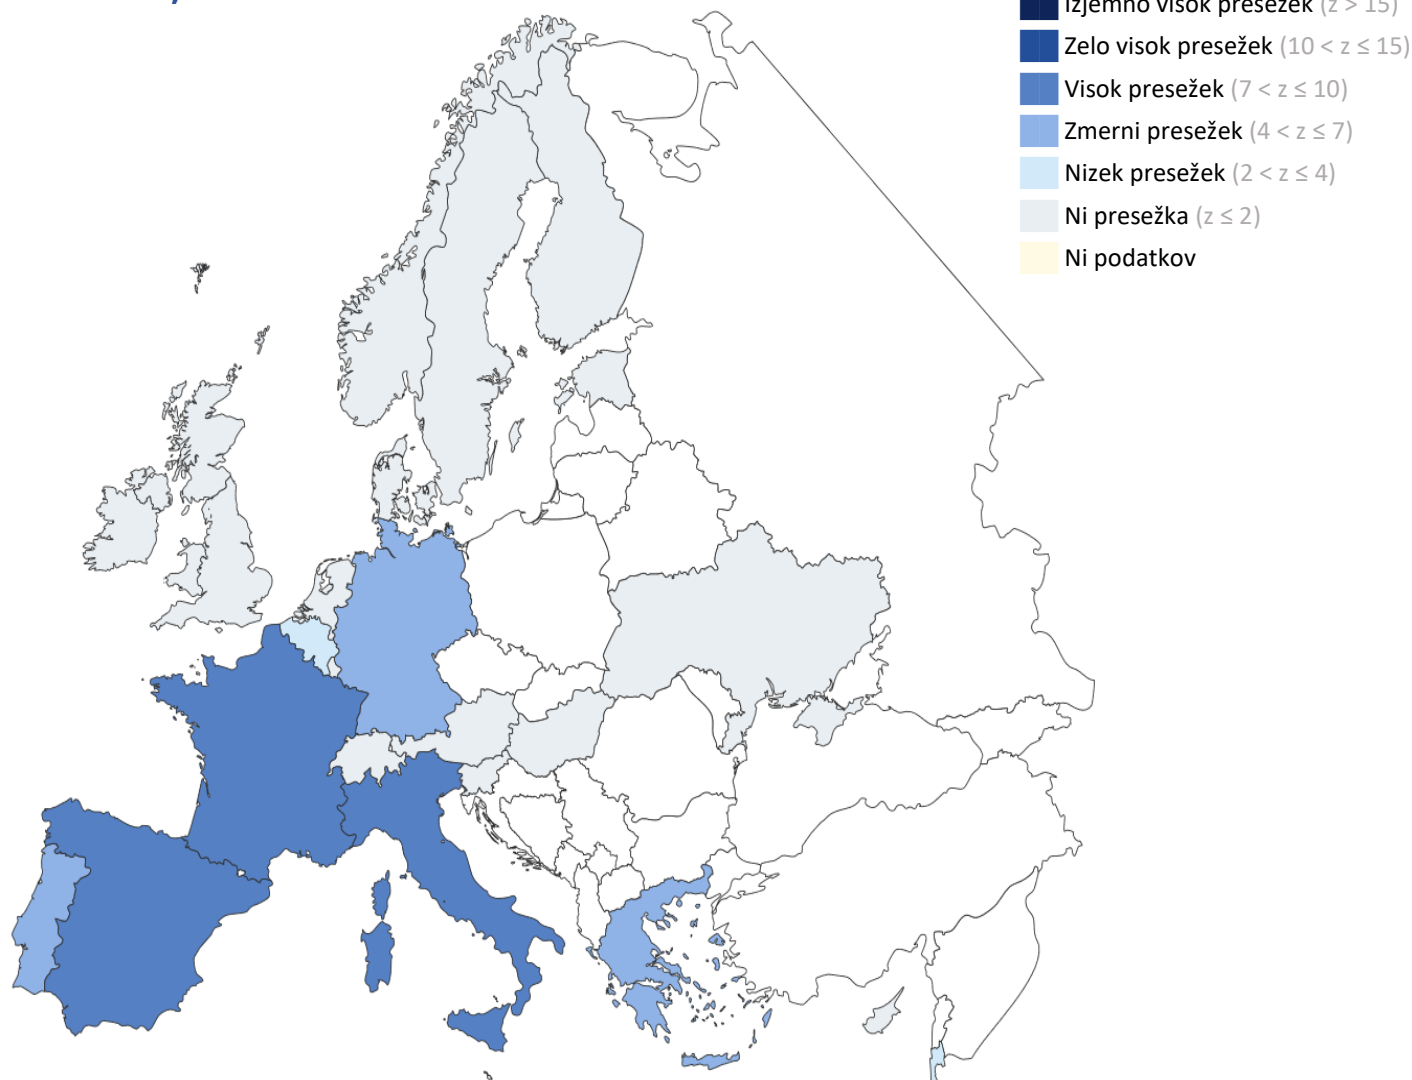 Izjemno visok presežek (z > 15)
Zelo visok presežek (10 < z ≤ 15)
Visok presežek (7 < z ≤ 10)
Zmerni presežek (4 < z ≤ 7)
Nizek presežek (2 < z ≤ 4)
Ni presežka (z ≤ 2)
Ni podatkov